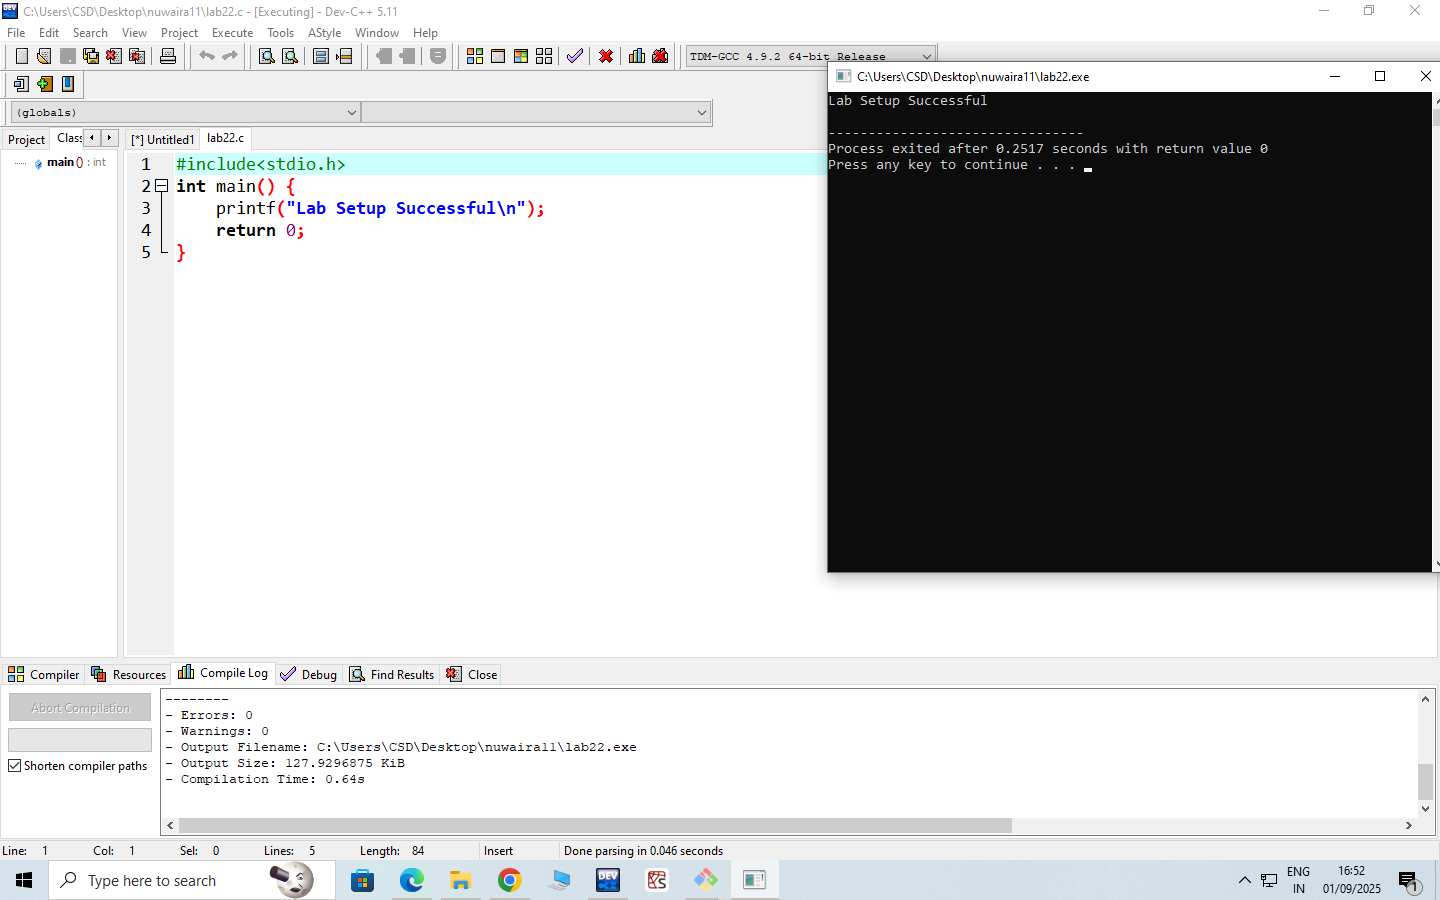 C:\Users\CSD\Desktop\nuwaira11\lab22.c - [Executing] - Dev-C++ 5.11
File Edit Search View Project Execute Tools AStyle Window Help
TDM-GCC 4.9.2 64-bit Release
(globals)
Project Class
[*] Untitled1 lab22.c
main () : int
1 #include<stdio.h>
2 int main() {
3 printf("Lab Setup Successful\n");
4 return 0;
5 }
C:\Users\CSD\Desktop\nuwaira11\lab22.exe
Lab Setup Successful
--------------------------------
Process exited after 0.2517 seconds with return value 0
Press any key to continue . . .
Compiler Resources Compile Log Debug Find Results Close
Abort Compilation
Shorten compiler paths
--------
- Errors: 0
- Warnings: 0
- Output Filename: C:\Users\CSD\Desktop\nuwaira11\lab22.exe
- Output Size: 127.9296875 KiB
- Compilation Time: 0.64s
Line: 1 Col: 1 Sel: 0 Lines: 5 Length: 84 Insert Done parsing in 0.046 seconds
Type here to search
DEV
ENG
IN
16:52
01/09/2025
1